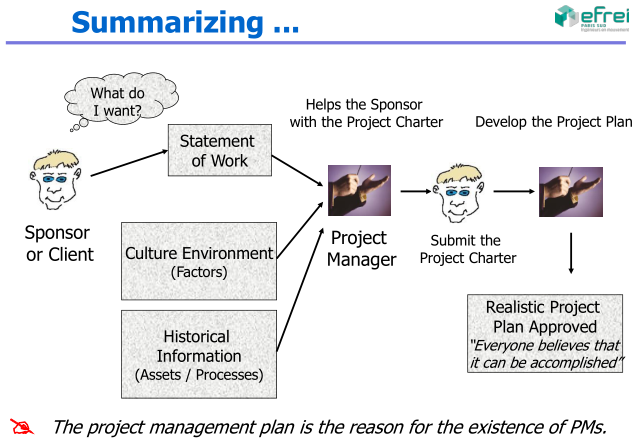 Summarizing ...
efrei
PARIS SUD
What do
I want?
Helps the Sponsor
with the Project Charter
Develop the Project Plan
Statement
of Work
Sponsor
or Client
Culture Environment
(Factors)
Project
Manager
Submit the
Project Charter
Historical
Information
(Assets / Processes)
Realistic Project
Plan Approved
“Everyone believes that
it can be accomplished”
The project management plan is the reason for the existence of PMs.